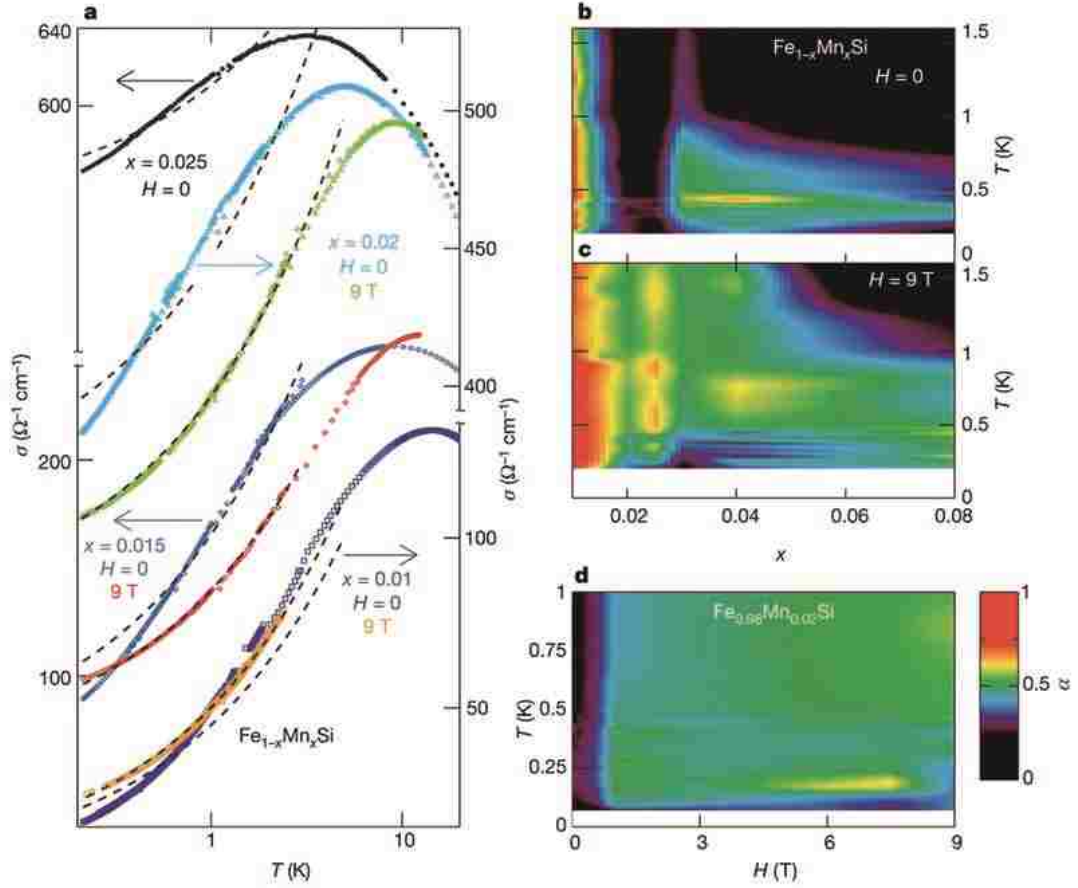 a
640
600
200
100
σ (Ω⁻¹ cm⁻¹)
x = 0.025
H = 0
x = 0.02
H = 0
9 T
x = 0.015
H = 0
9 T
x = 0.01
H = 0
9 T
Fe₁₋ₓMnₓSi
500
450
400
100
50
σ (Ω⁻¹ cm⁻¹)
1
10
T (K)
b
Fe₁₋ₓMnₓSi
H = 0
1.5
1
0.5
0
T (K)
c
H = 9 T
1.5
1
0.5
0
T (K)
0.02
0.04
0.06
0.08
x
d
Fe₀.₉₈Mn₀.₀₂Si
1
0.75
0.5
0.25
0
T (K)
0
3
6
9
H (T)
1
0.5
0
α